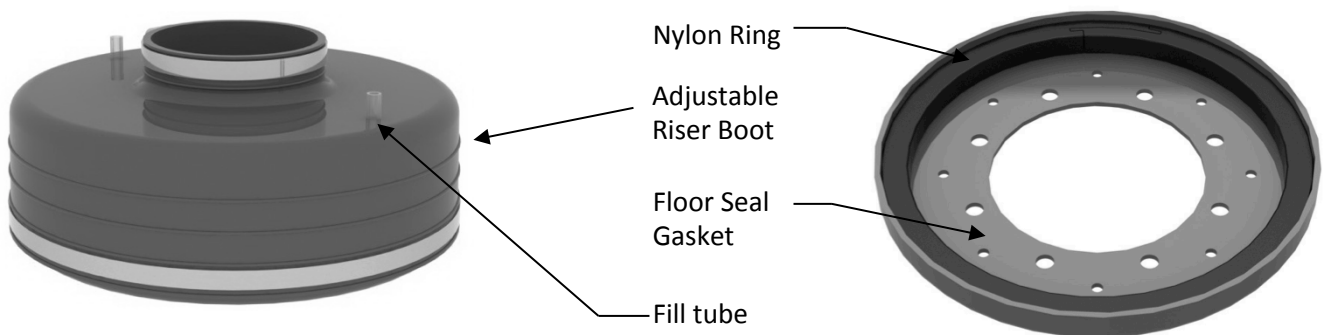 Nylon Ring
Adjustable
Riser Boot
Floor Seal
Gasket
Fill tube